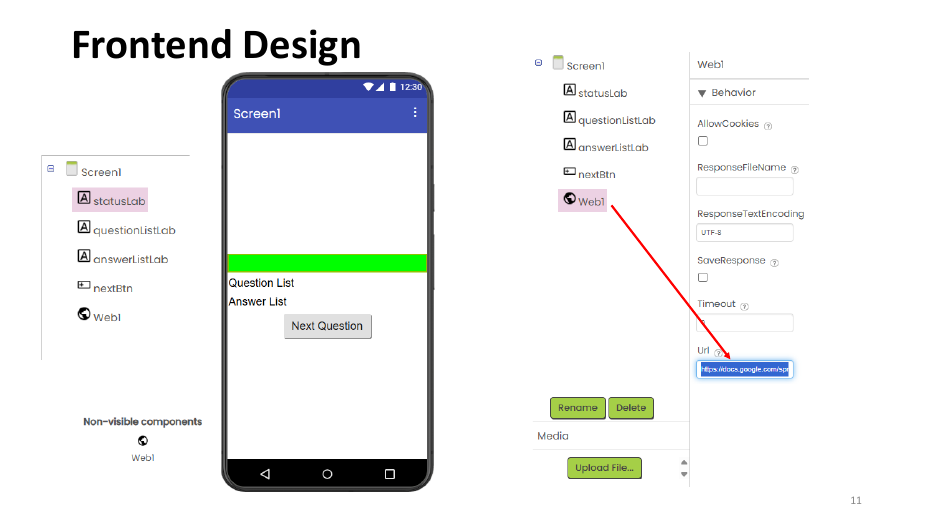 Frontend Design
Screen1
statusLab
questionListLab
answerListLab
nextBtn
Web1
Non-visible components
Web1
12:30
Screen1
Question List
Answer List
Next Question
Screen1
statusLab
questionListLab
answerListLab
nextBtn
Web1
Rename
Delete
Media
Upload File...
Web1
Behavior
AllowCookies
ResponseFileName
ResponseTextEncoding
UTF-8
SaveResponse
Timeout
Url
https://docs.google.com/spr
11